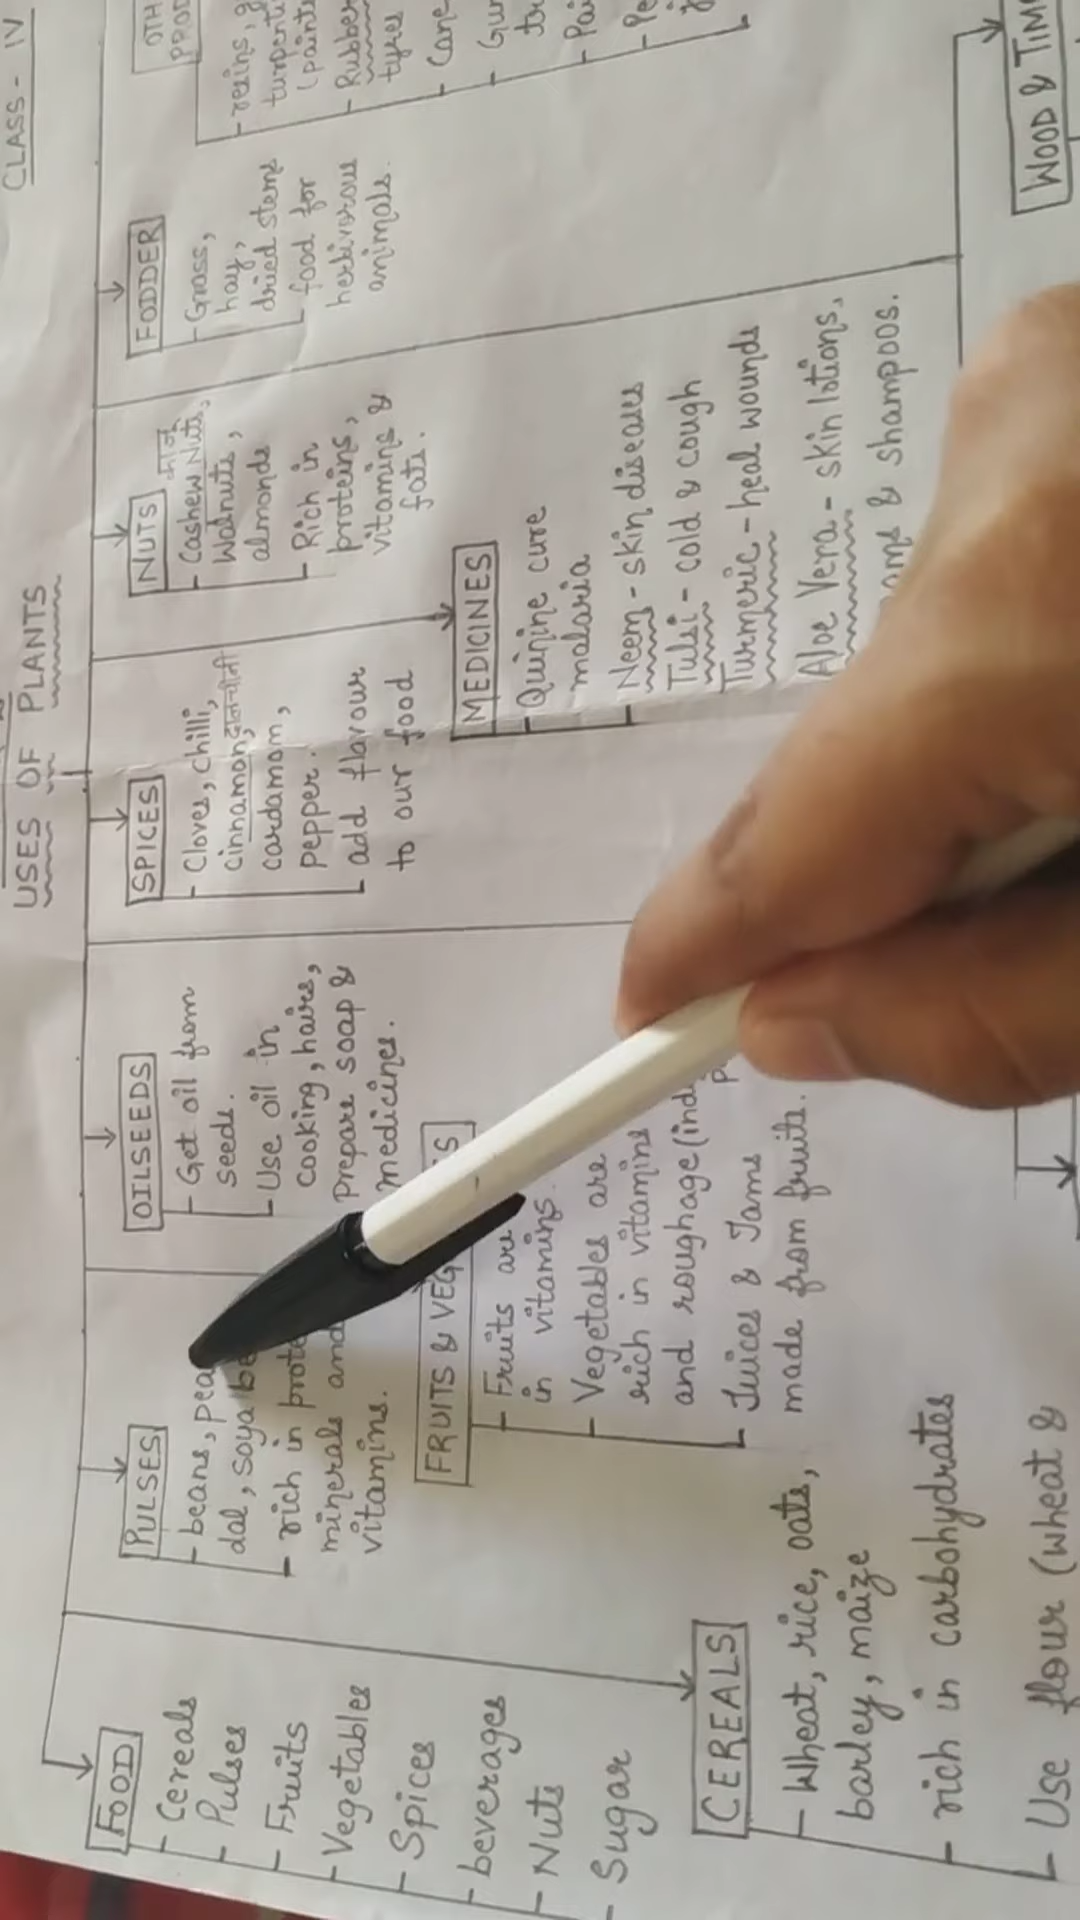 CLASS - IV
USES OF PLANTS
FOOD
- Cereals
- Pulses
- Fruits
- Vegetables
- Spices
- beverages
- Nuts
- Sugar
PULSES
- beans,
dal, soya
- rich in
minerals and
vitamins.
OILSEEDS
- Get oil from
seeds.
- Use oil in
cooking, hairs,
prepare soap &
medicines.
SPICES
- Cloves, chilli,
cinnamon, दालचीनी
cardamom,
pepper.
- add flavour
to our food
NUTS
काजू
- Cashew Nuts,
Walnuts,
almonds
- Rich in
proteins,
vitamins &
fats.
FODDER
- Grass,
hay,
dried stems
- food for
herbivorous
animals.
- resins,
- Rubber
tyres
- Cane
CEREALS
- Wheat, rice, oats,
barley, maize
- rich in carbohydrates
- Use flour (wheat &
FRUITS &
- Fruits are
in vitamins.
- Vegetables are
rich in vitamins
and roughage
- Juices & Jams
made from fruits.
MEDICINES
- Quinine cure
malaria
- Neem - skin diseases
Tulsi - cold & cough
Turmeric - heal wounds
Aloe Vera - skin lotions,
& shampoos.
WOOD &